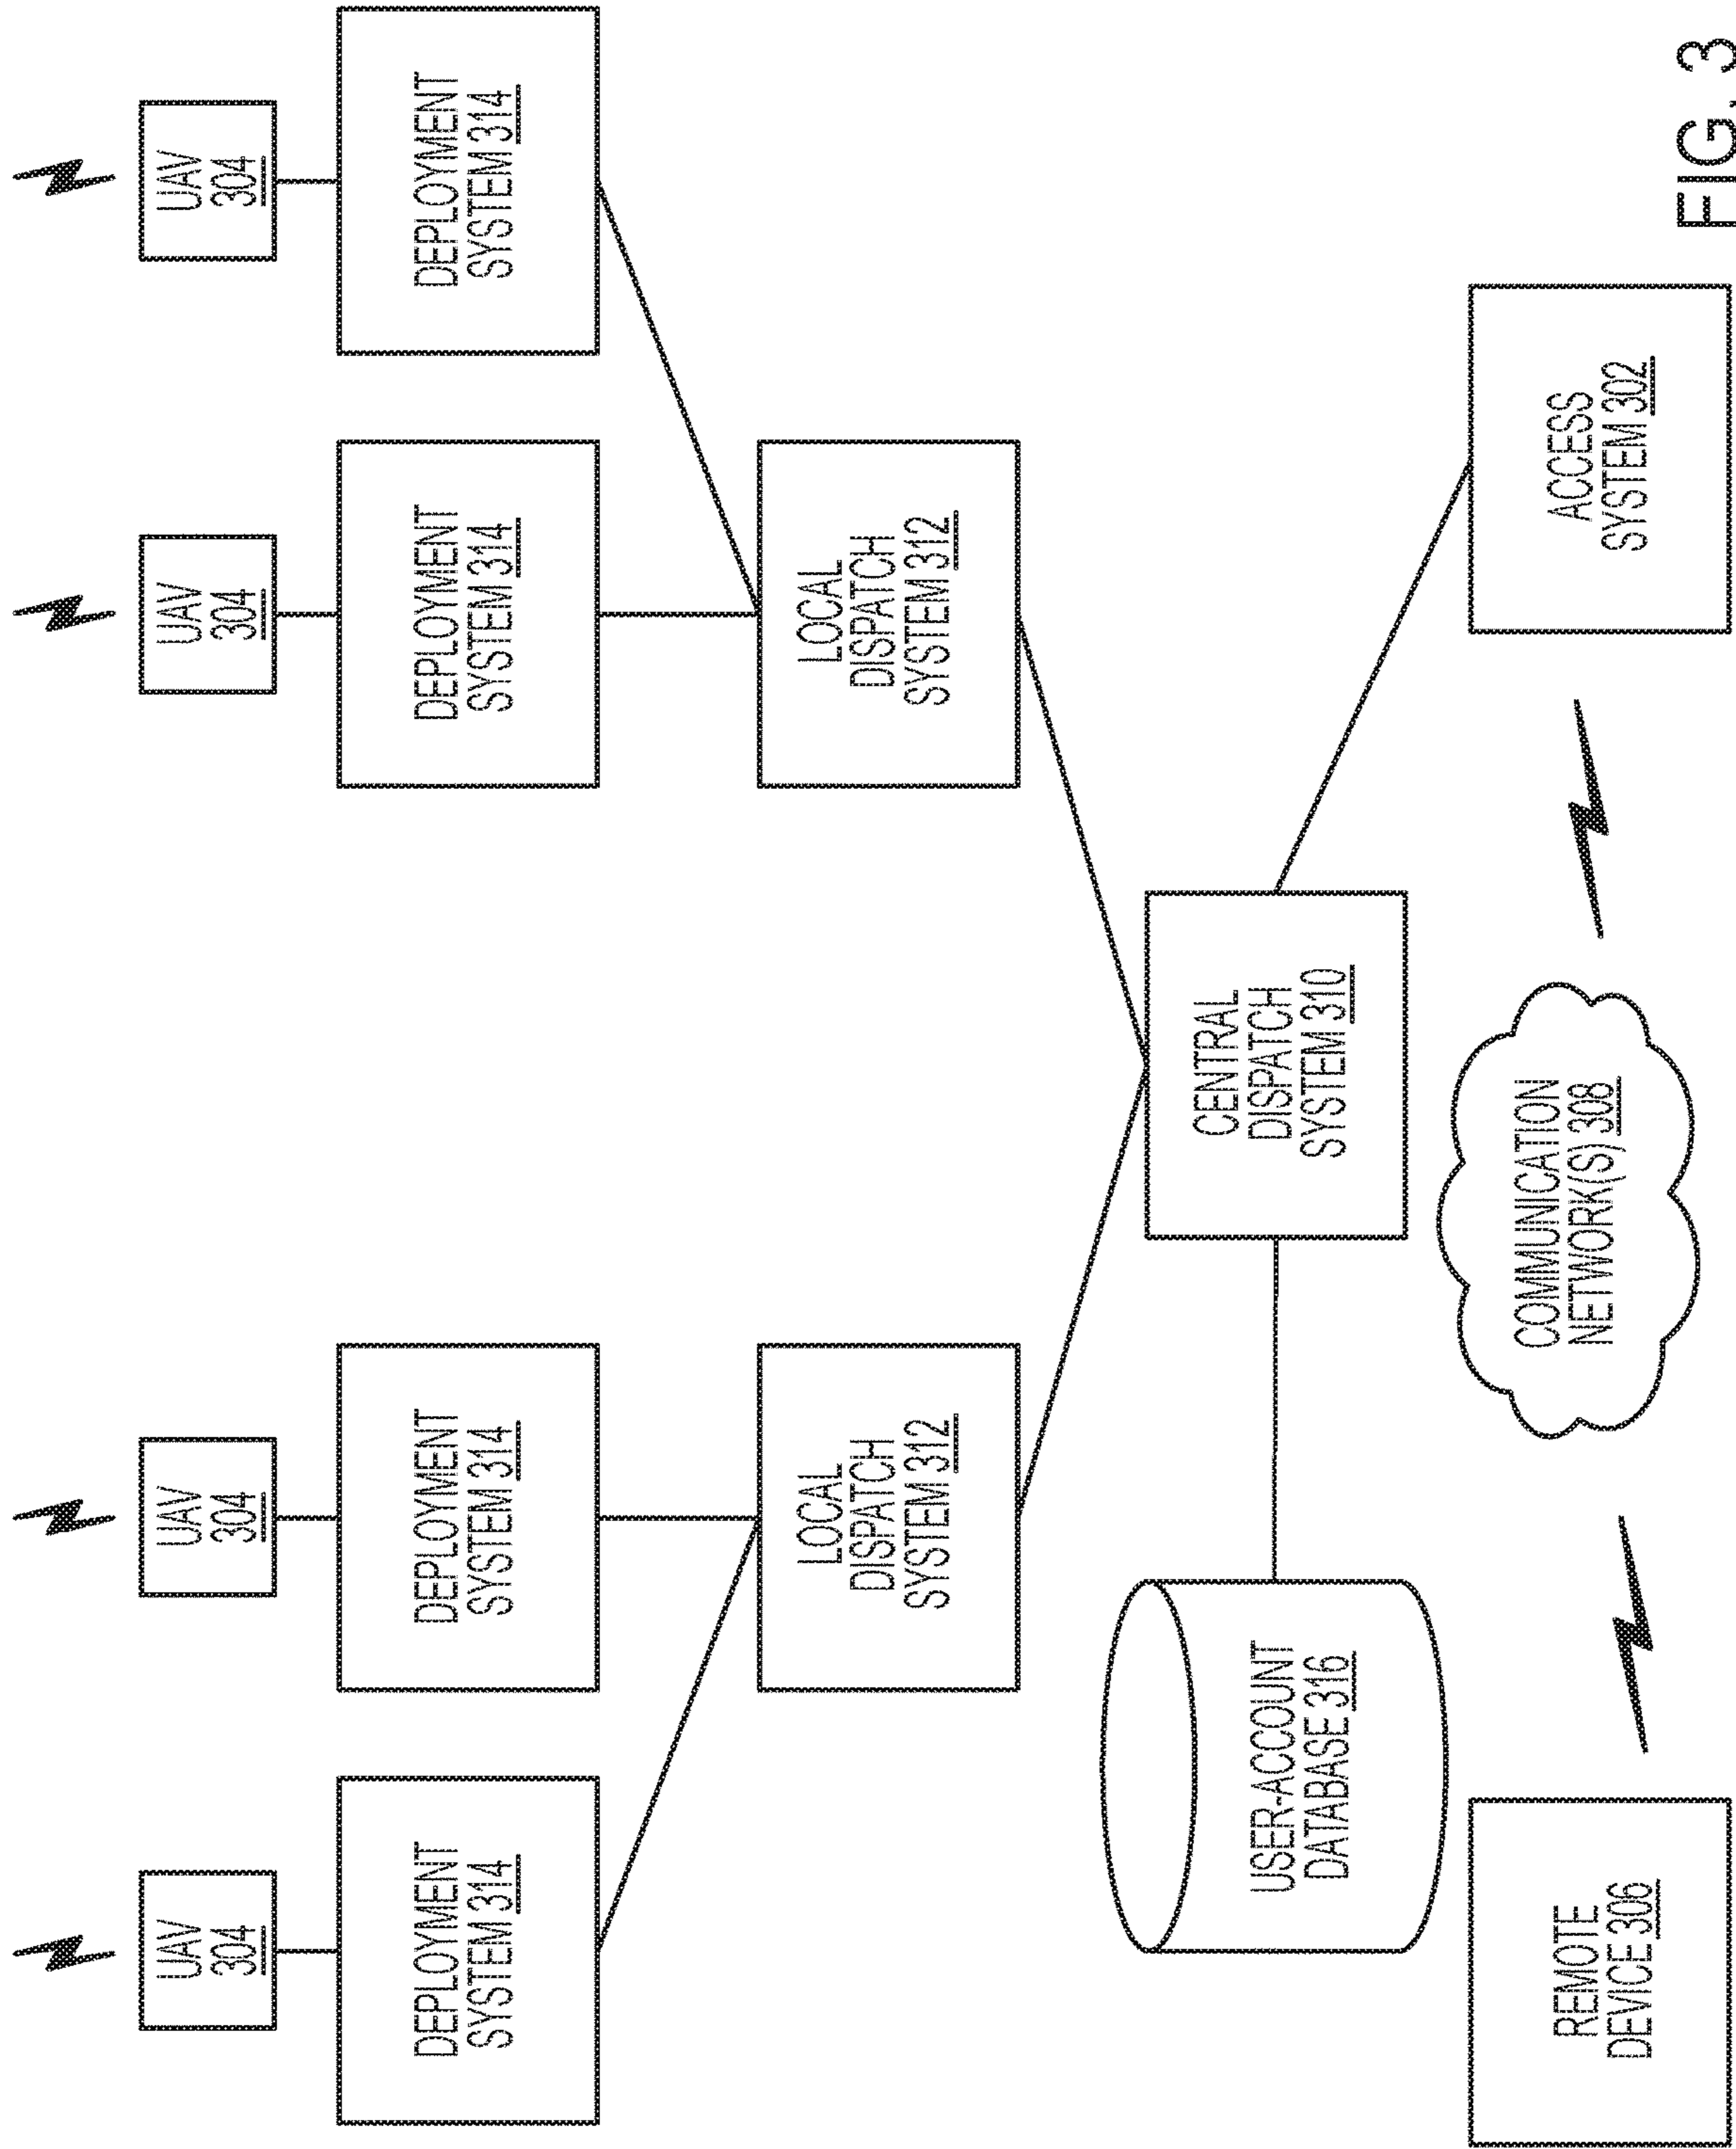 UAV
304
UAV
304
UAV
304
UAV
304
DEPLOYMENT
SYSTEM 314
DEPLOYMENT
SYSTEM 314
DEPLOYMENT
SYSTEM 314
DEPLOYMENT
SYSTEM 314
LOCAL
DISPATCH
SYSTEM 312
LOCAL
DISPATCH
SYSTEM 312
USER-ACCOUNT
DATABASE 316
CENTRAL
DISPATCH
SYSTEM 310
REMOTE
DEVICE 306
COMMUNICATION
NETWORK(S) 308
ACCESS
SYSTEM 302
FIG. 3